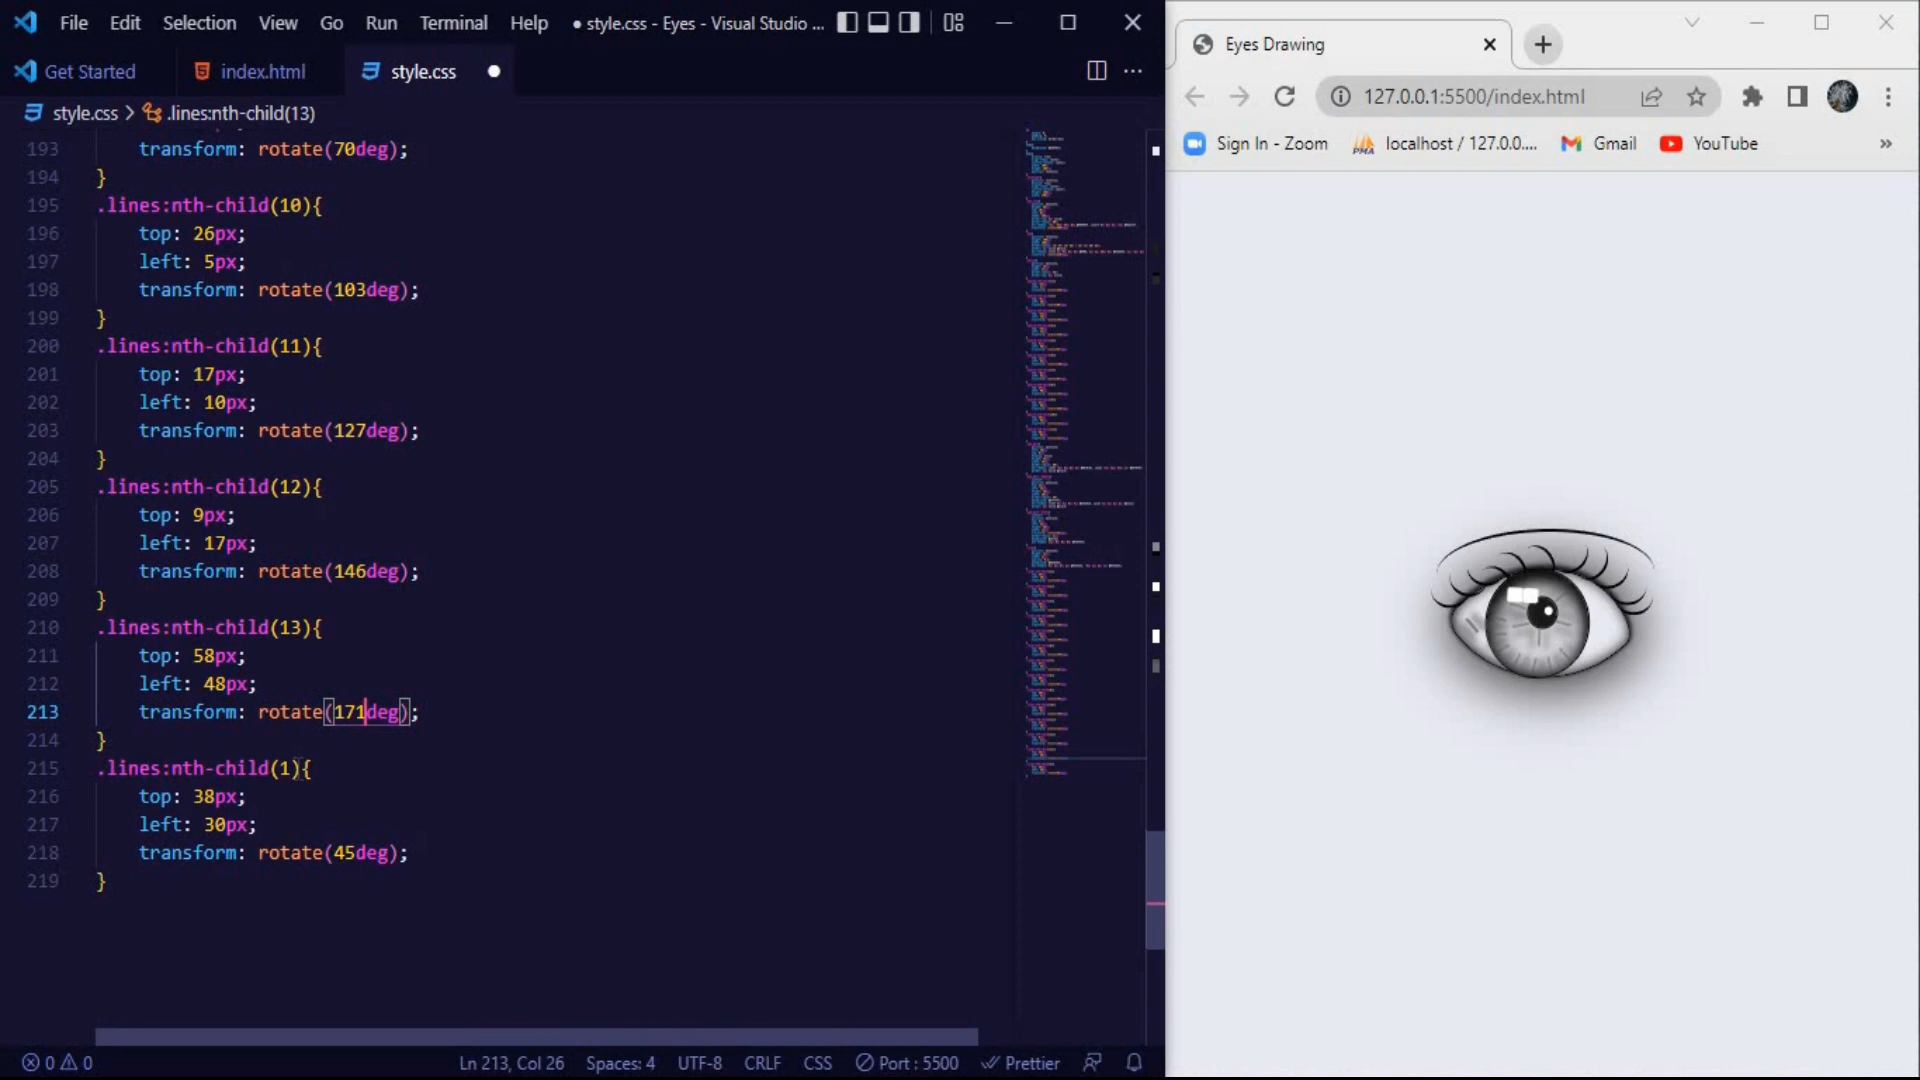 File Edit Selection View Go Run Terminal Help ● style.css - Eyes - Visual Studio ...
Get Started index.html style.css ●
style.css > .lines:nth-child(13)
193 transform: rotate(70deg);
194 }
195 .lines:nth-child(10){
196 top: 26px;
197 left: 5px;
198 transform: rotate(103deg);
199 }
200 .lines:nth-child(11){
201 top: 17px;
202 left: 10px;
203 transform: rotate(127deg);
204 }
205 .lines:nth-child(12){
206 top: 9px;
207 left: 17px;
208 transform: rotate(146deg);
209 }
210 .lines:nth-child(13){
211 top: 58px;
212 left: 48px;
213 transform: rotate(171deg);
214 }
215 .lines:nth-child(1){
216 top: 38px;
217 left: 30px;
218 transform: rotate(45deg);
219 }
0 0 Ln 213, Col 26 Spaces: 4 UTF-8 CRLF CSS Port : 5500 Prettier
Eyes Drawing
127.0.0.1:5500/index.html
Sign In - Zoom PMA localhost / 127.0.0.... Gmail YouTube »